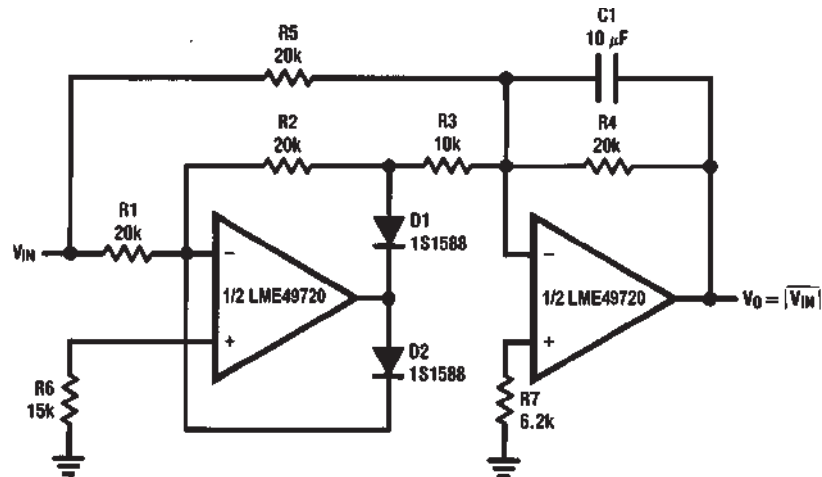 C1
10 μF
R5
20k
R2
20k
R3
10k
R4
20k
R1
20k
D1
1S1588
VIN
−
1/2 LME49720
+
−
1/2 LME49720
+
VO = |VIN|
D2
1S1588
R6
15k
R7
6.2k